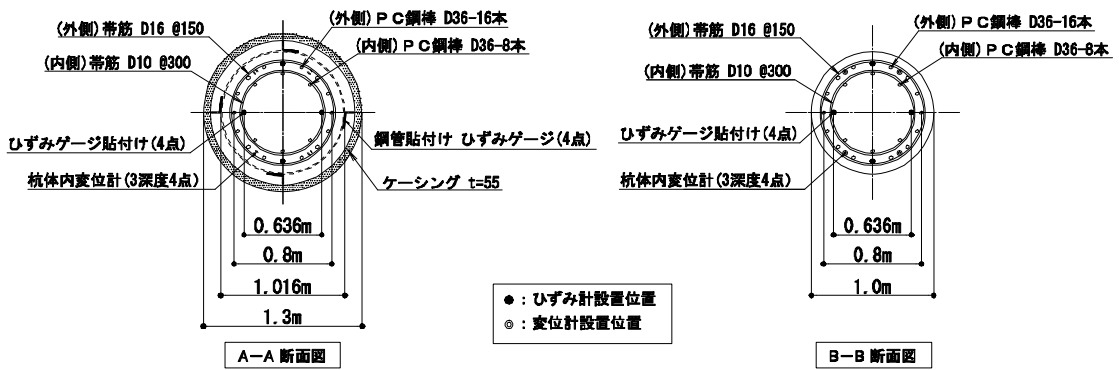 (外側)帯筋 D16 @150
(外側)PC鋼棒 D36-16本
(内側)PC鋼棒 D36-8本
(内側)帯筋 D10 @300
ひずみゲージ貼付け(4点)
鋼管貼付け ひずみゲージ(4点)
杭体内変位計(3深度4点)
ケーシング t=55
0.636m
0.8m
1.016m
1.3m
A-A 断面図
●:ひずみ計設置位置
◎:変位計設置位置
(外側)帯筋 D16 @150
(外側)PC鋼棒 D36-16本
(内側)PC鋼棒 D36-8本
(内側)帯筋 D10 @300
ひずみゲージ貼付け(4点)
杭体内変位計(3深度4点)
0.636m
0.8m
1.0m
B-B 断面図